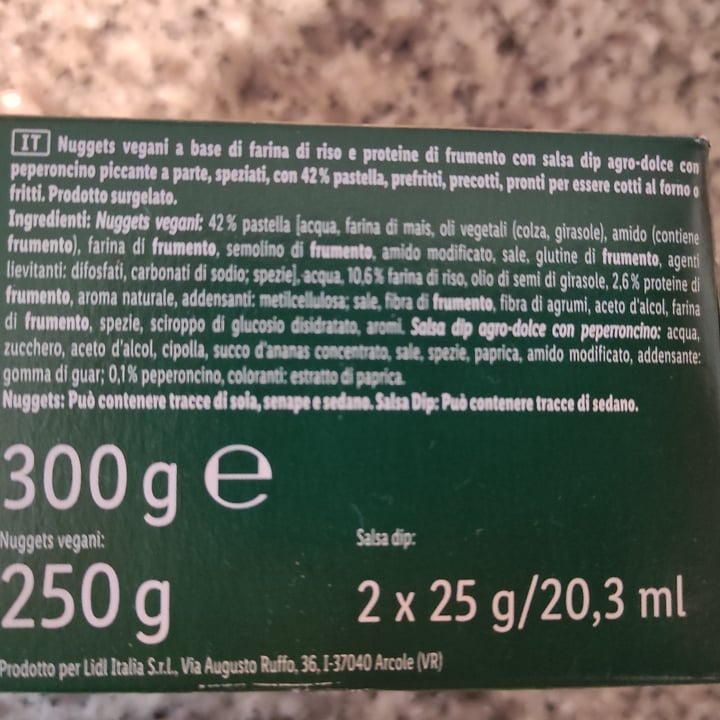 IT Nuggets vegani a base di farina di riso e proteine di frumento con salsa dip agro-dolce con
peperoncino piccante a parte, speziati, con 42% pastella, prefritti, precotti, pronti per essere cotti al forno o
fritti. Prodotto surgelato.
Ingredienti: Nuggets vegani: 42% pastella [acqua, farina di mais, oli vegetali (colza, girasole), amido (contiene
frumento), farina di frumento, semolino di frumento, amido modificato, sale, glutine di frumento, agenti
lievitanti: difosfati, carbonati di sodio; spezie], acqua, 10,6% farina di riso, olio di semi di girasole, 2,6% proteine di
frumento, aroma naturale, addensanti: metilcellulosa; sale, fibra di frumento, fibra di agrumi, aceto d'alcol, farina
di frumento, spezie, sciroppo di glucosio disidratato, aromi. Salsa dip agro-dolce con peperroncino: acqua,
zucchero, aceto d'alcol, cipolla, succo d'ananas concentrato, sale, spezie, paprica, amido modificato, addensante:
gomma di guar; 0,1% peperoncino, coloranti: estratto di paprica.
Nuggets: Può contenere tracce di soia, senape e sedano. Salsa Dip: Può contenere tracce di sedano.
300 g e
Nuggets vegani:
250 g
Salsa dip:
2 x 25 g/20,3 ml
Prodotto per Lidl Italia S.r.l., Via Augusto Ruffo, 36, I-37040 Arcole (VR)